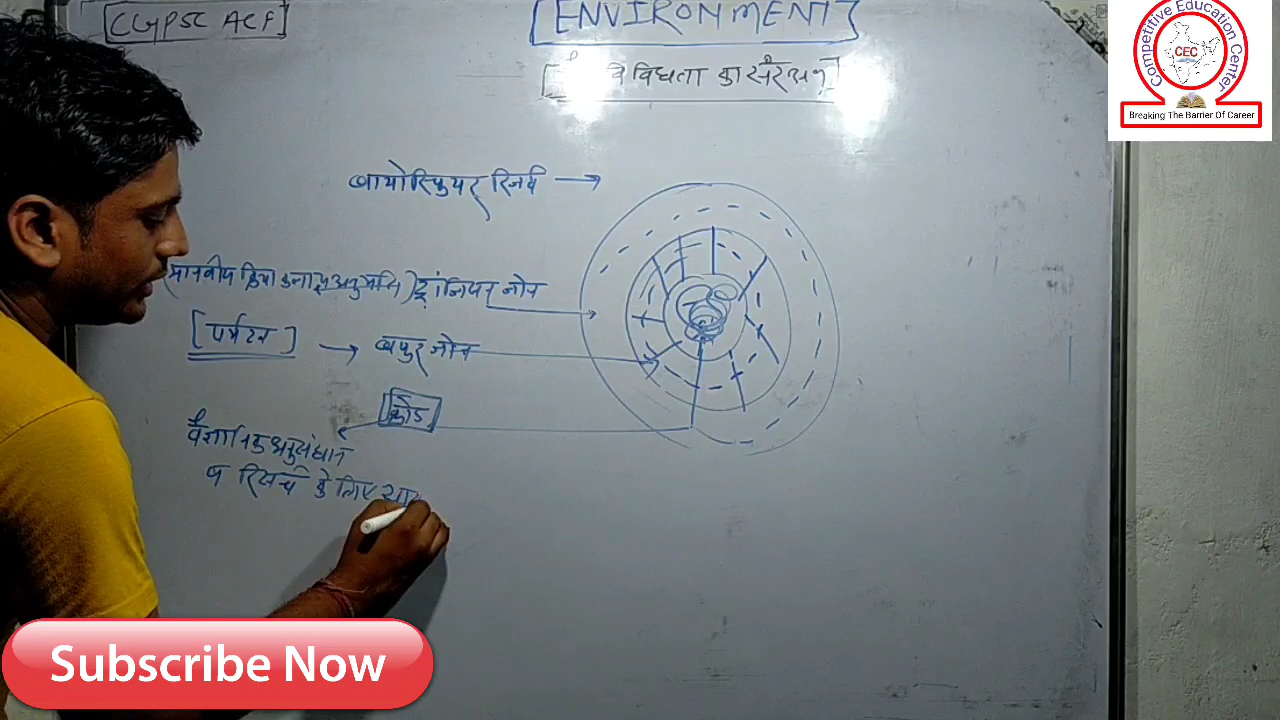 CGPSC ACF
[ENVIRONMENT]
विविधता का संरक्षण
बायोस्फियर रिजर्व →
(मानवीय क्रिया कलाप अनुमति) ट्रांजिसन जोन
[पर्यटन] → बफर जोन
कोड
वैज्ञानिक अनुसंधान
व रिसर्च के लिए
Competitive Education Center
CEC
Breaking The Barrier Of Career
Subscribe Now